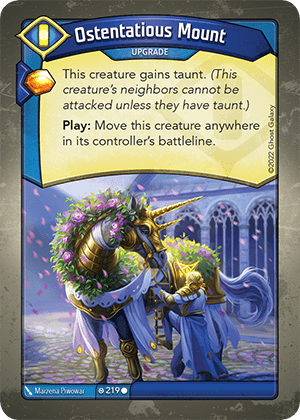 Ostentatious Mount
UPGRADE
This creature gains taunt. (This
creature's neighbors cannot be
attacked unless they have taunt.)
Play: Move this creature anywhere
in its controller's battleline.
©2022 Ghost Galaxy
Marzena Piwowar
219